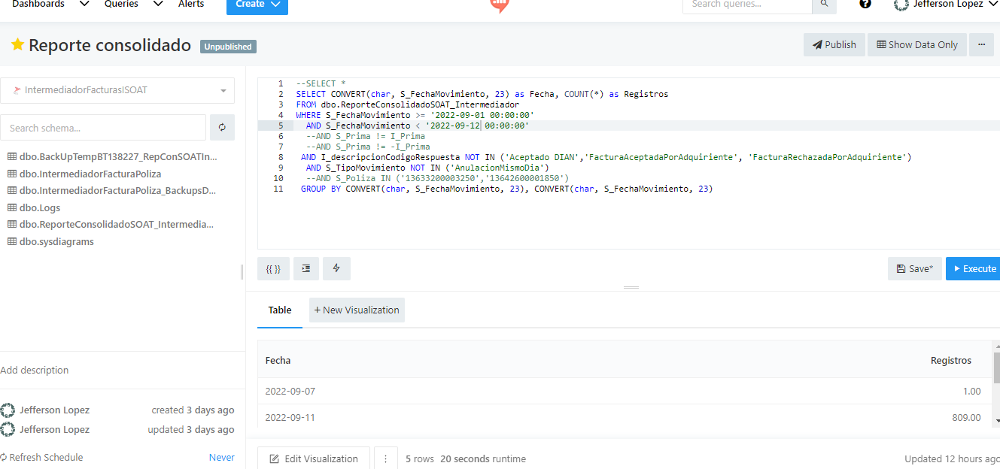 Dashboards Queries Alerts Create Search queries... ? Jefferson Lopez
Reporte consolidado Unpublished Publish Show Data Only ...
IntermediadorFacturasISOAT
Search schema...
dbo.BackUpTempBT138227_RepConSOATIn...
dbo.IntermediadorFacturaPoliza
dbo.IntermediadorFacturaPoliza_BackupsD...
dbo.Logs
dbo.ReporteConsolidadoSOAT_Intermedia...
dbo.sysdiagrams
Add description
Jefferson Lopez created 3 days ago
Jefferson Lopez updated 3 days ago
Refresh Schedule Never
1 --SELECT *
2 SELECT CONVERT(char, S_FechaMovimiento, 23) as Fecha, COUNT(*) as Registros
3 FROM dbo.ReporteConsolidadoSOAT_Intermediador
4 WHERE S_FechaMovimiento >= '2022-09-01 00:00:00'
5 AND S_FechaMovimiento < '2022-09-12 00:00:00'
6 --AND S_Prima != I_Prima
7 --AND S_Prima != -I_Prima
8 AND I_descripcionCodigoRespuesta NOT IN ('Aceptado DIAN','FacturaAceptadaPorAdquiriente', 'FacturaRechazadaPorAdquiriente')
9 AND S_TipoMovimiento NOT IN ('AnulacionMismoDia')
10 --AND S_Poliza IN ('13633200003250','13642600001850')
11 GROUP BY CONVERT(char, S_FechaMovimiento, 23), CONVERT(char, S_FechaMovimiento, 23)
{{ }} Save* Execute
Table + New Visualization
Fecha Registros
2022-09-07 1.00
2022-09-11 809.00
Edit Visualization 5 rows 20 seconds runtime Updated 12 hours ago